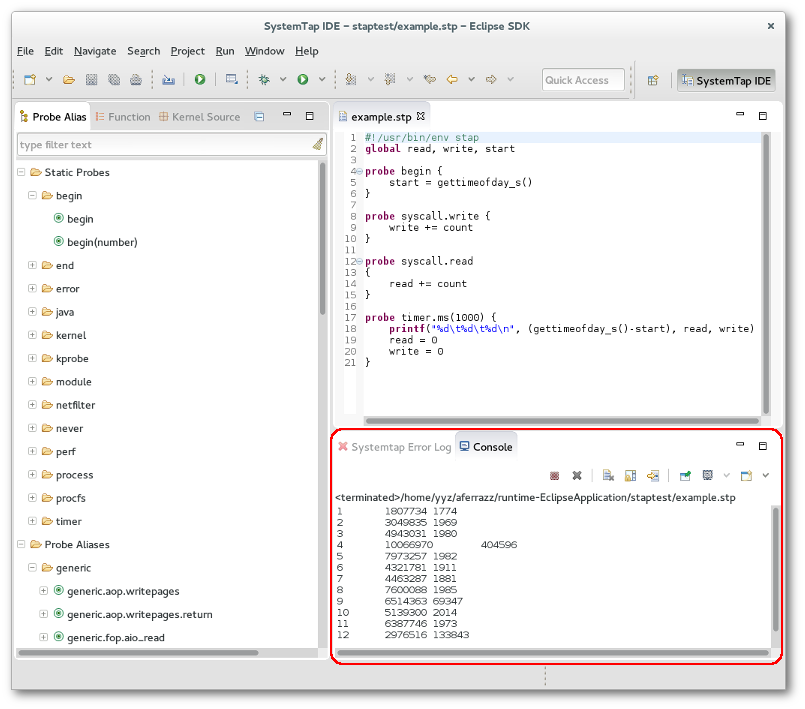 SystemTap IDE – staptest/example.stp – Eclipse SDK
File Edit Navigate Search Project Run Window Help
Quick Access
SystemTap IDE
Probe Alias
Function
Kernel Source
type filter text
Static Probes
begin
begin
begin(number)
end
error
java
kernel
kprobe
module
netfilter
never
perf
process
procfs
timer
Probe Aliases
generic
generic.aop.writepages
generic.aop.writepages.return
generic.fop.aio_read
example.stp
1 #!/usr/bin/env stap
2 global read, write, start
3
4 probe begin {
5     start = gettimeofday_s()
6 }
7
8 probe syscall.write {
9     write += count
10 }
11
12 probe syscall.read
13 {
14     read += count
15 }
16
17 probe timer.ms(1000) {
18     printf("%d\t%d\t%d\n", (gettimeofday_s()-start), read, write)
19     read = 0
20     write = 0
21 }
Systemtap Error Log
Console
<terminated>/home/yyz/aferrazz/runtime-EclipseApplication/staptest/example.stp
1 1807734 1774
2 3049835 1969
3 4943031 1980
4 10066970 404596
5 7973257 1982
6 4321781 1911
7 4463287 1881
8 7600088 1985
9 6514363 69347
10 5139300 2014
11 6387746 1973
12 2976516 133843